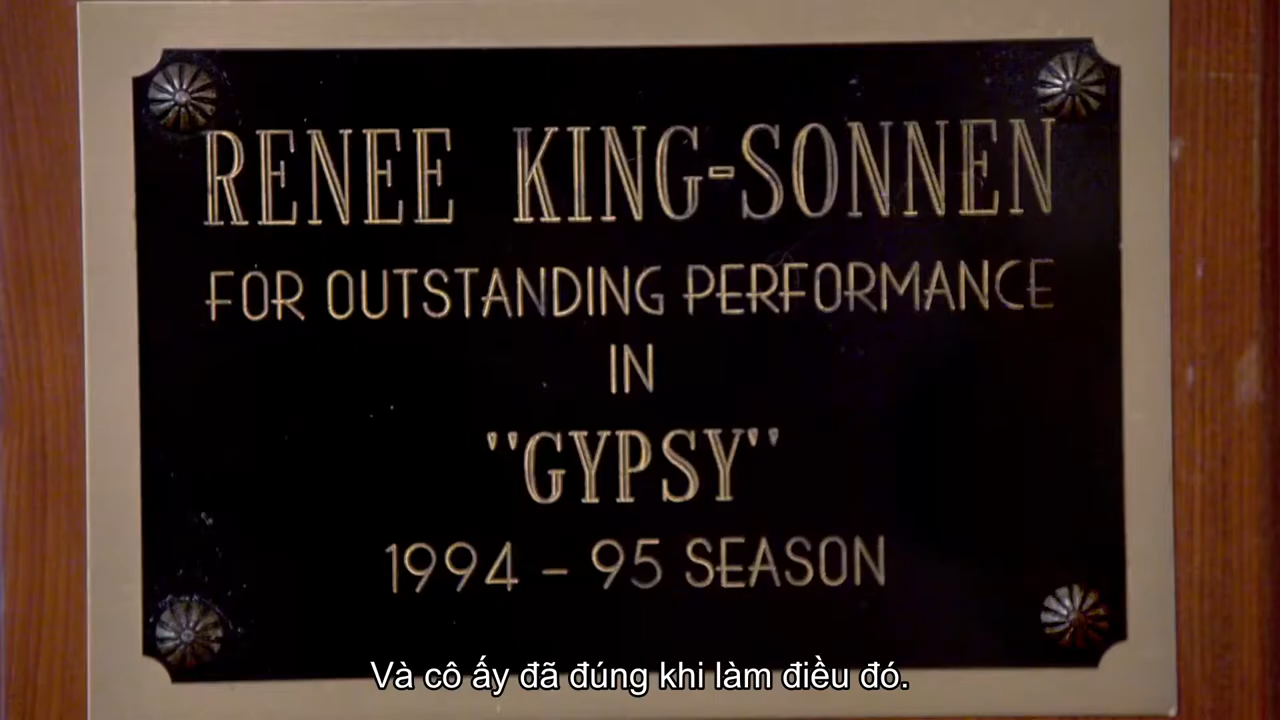 RENEE KING-SONNEN
FOR OUTSTANDING PERFORMANCE
IN
"GYPSY"
1994 - 95 SEASON
Và cô ấy đã đúng khi làm điều đó.